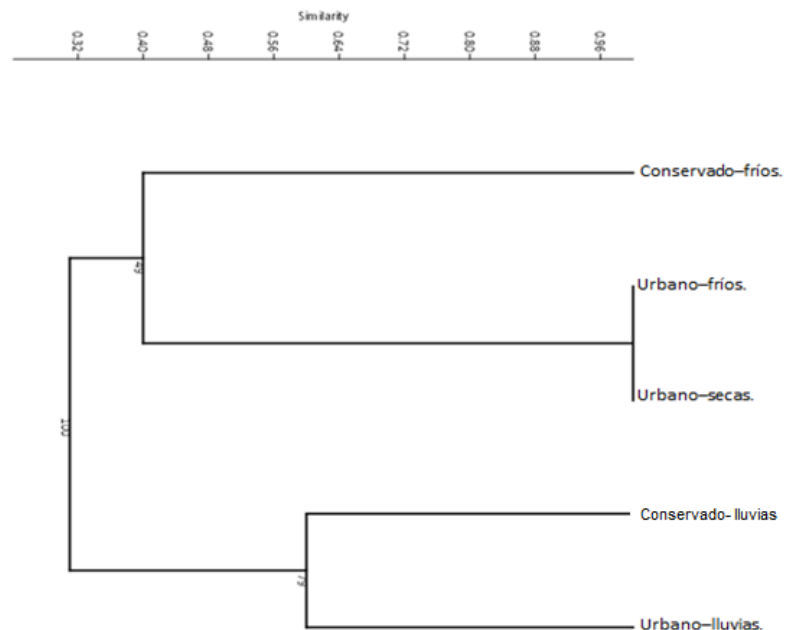 Similarity
0.32 0.40 0.48 0.56 0.64 0.72 0.80 0.88 0.96
Conservado–fríos.
49
Urbano–fríos.
Urbano–secas.
100
Conservado- lluvias
79
Urbano–lluvias.